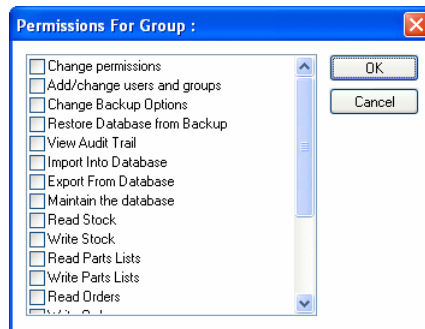 Permissions For Group :
Change permissions
OK
Add/change users and groups
Change Backup Options
Cancel
Restore Database from Backup
View Audit Trail
Import Into Database
Export From Database
Maintain the database
Read Stock
Write Stock
Read Parts Lists
Write Parts Lists
Read Orders